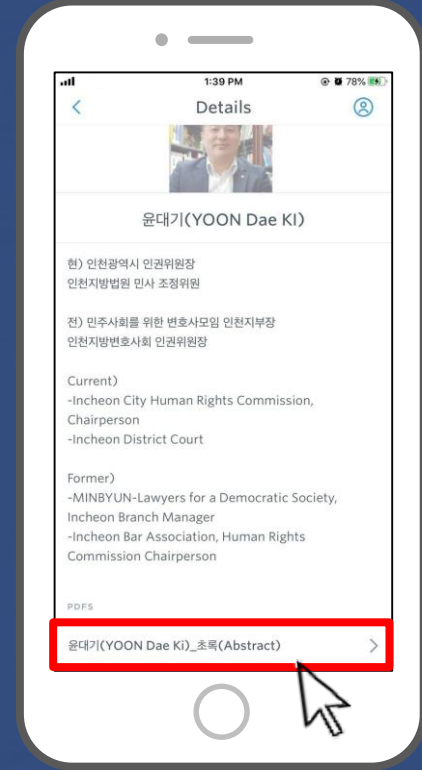 1:39 PM
78%
Details
윤대기(YOON Dae KI)
현) 인천광역시 인권위원장
인천지방법원 민사 조정위원
전) 민주사회를 위한 변호사모임 인천지부장
인천지방변호사회 인권위원장
Current)
-Incheon City Human Rights Commission,
Chairperson
-Incheon District Court
Former)
-MINBYUN-Lawyers for a Democratic Society,
Incheon Branch Manager
-Incheon Bar Association, Human Rights
Commission Chairperson
PDFS
윤대기(YOON Dae Ki)_초록(Abstract)